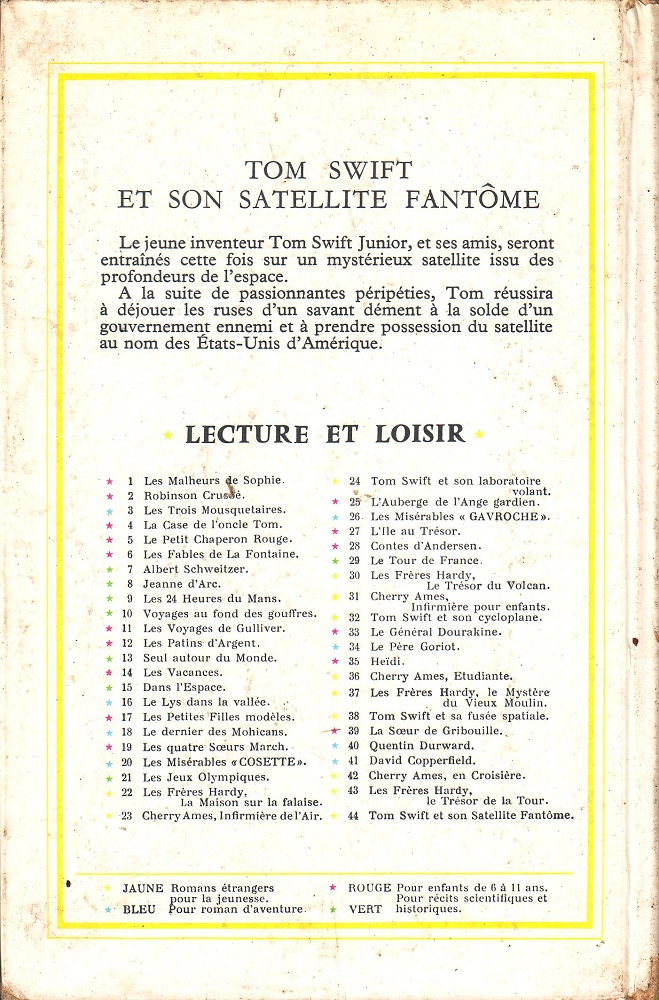 TOM SWIFT
ET SON SATELLITE FANTÔME
Le jeune inventeur Tom Swift Junior, et ses amis, seront
entraînés cette fois sur un mystérieux satellite issu des
profondeurs de l'espace.
A la suite de passionnantes péripéties, Tom réussira
à déjouer les ruses d'un savant dément à la solde d'un
gouvernement ennemi et à prendre possession du satellite
au nom des États-Unis d'Amérique.
LECTURE ET LOISIR
1 Les Malheurs de Sophie.
2 Robinson Crusoé.
3 Les Trois Mousquetaires.
4 La Case de l'oncle Tom.
5 Le Petit Chaperon Rouge.
6 Les Fables de La Fontaine.
7 Albert Schweitzer.
8 Jeanne d'Arc.
9 Les 24 Heures du Mans.
10 Voyages au fond des gouffres.
11 Les Voyages de Gulliver.
12 Les Patins d'Argent.
13 Seul autour du Monde.
14 Les Vacances.
15 Dans l'Espace.
16 Le Lys dans la vallée.
17 Les Petites Filles modèles.
18 Le dernier des Mohicans.
19 Les quatre Sœurs March.
20 Les Misérables «COSETTE».
21 Les Jeux Olympiques.
22 Les Frères Hardy,
La Maison sur la falaise.
23 Cherry Ames, Infirmière de l'Air.
24 Tom Swift et son laboratoire
volant.
25 L'Auberge de l'Ange gardien.
26 Les Misérables « GAVROCHE ».
27 L'Ile au Trésor.
28 Contes d'Andersen.
29 Le Tour de France.
30 Les Frères Hardy,
Le Trésor du Volcan.
31 Cherry Ames,
Infirmière pour enfants.
32 Tom Swift et son cycloplane.
33 Le Général Dourakine.
34 Le Père Goriot.
35 Heïdi.
36 Cherry Ames, Etudiante.
37 Les Frères Hardy, le Mystère
du Vieux Moulin.
38 Tom Swift et sa fusée spatiale.
39 La Sœur de Gribouille.
40 Quentin Durward.
41 David Copperfield.
42 Cherry Ames, en Croisière.
43 Les Frères Hardy,
le Trésor de la Tour.
44 Tom Swift et son Satellite Fantôme.
JAUNE Romans étrangers
pour la jeunesse.
BLEU Pour roman d'aventure.
ROUGE Pour enfants de 6 à 11 ans.
Pour récits scientifiques et
VERT historiques.